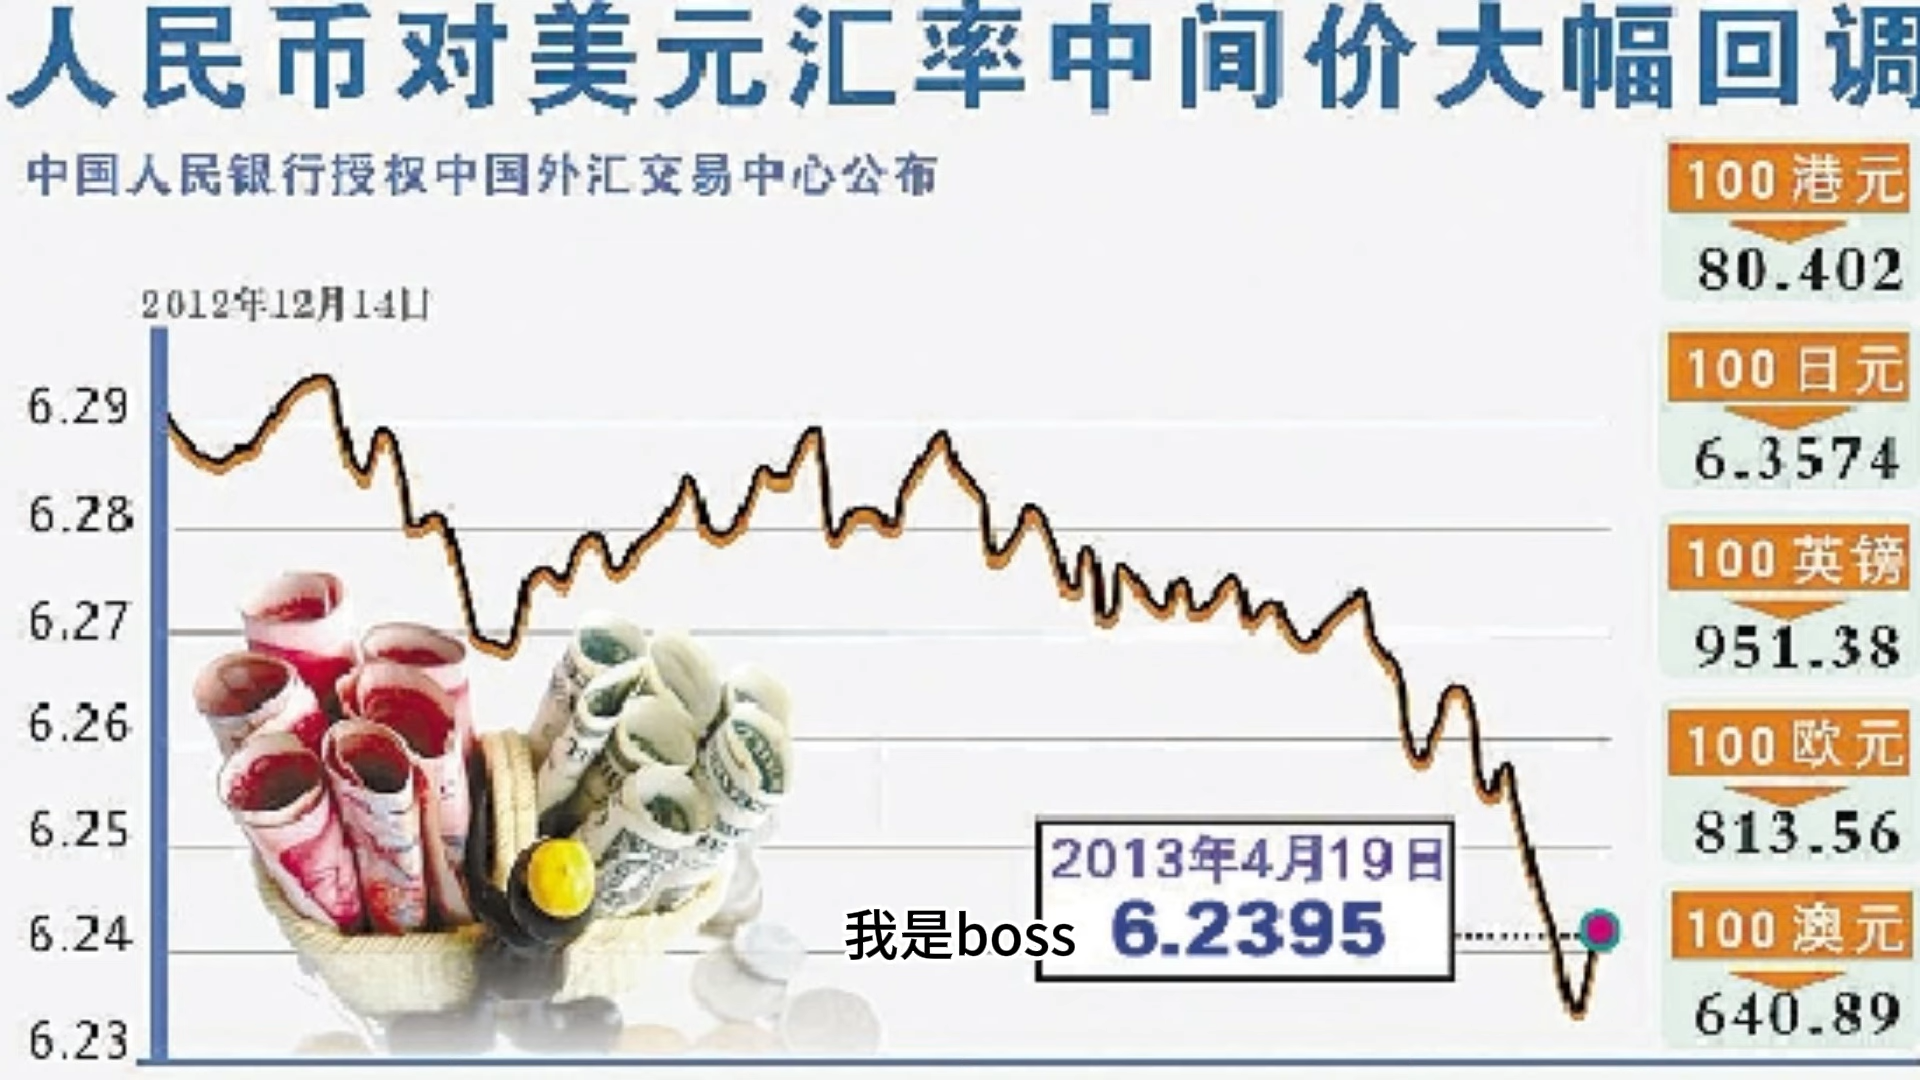 人民币对美元汇率中间价大幅回调
中国人民银行授权中国外汇交易中心公布
2012年12月14日
6.29
6.28
6.27
6.26
6.25
6.24
6.23
2013年4月19日
6.2395
我是boss
100港元
80.402
100日元
6.3574
100英镑
951.38
100欧元
813.56
100澳元
640.89